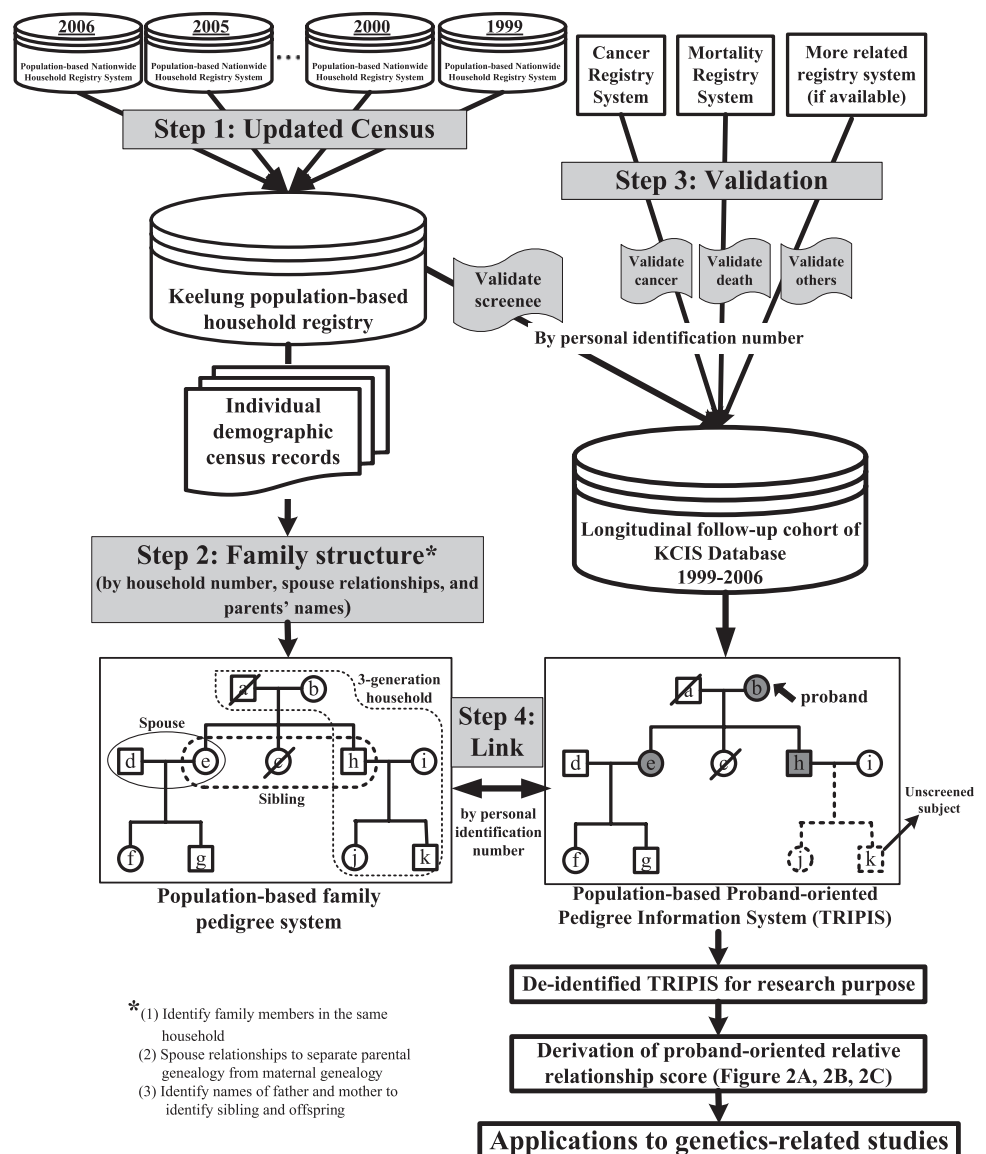 2006
Population-based Nationwide
Household Registry System
2005
Population-based Nationwide
Household Registry System
...
2000
Population-based Nationwide
Household Registry System
1999
Population-based Nationwide
Household Registry System
Cancer
Registry
System
Mortality
Registry
System
More related
registry system
(if available)
Step 1: Updated Census
Step 3: Validation
Keelung population-based
household registry
Validate
screenee
Validate
cancer
Validate
death
Validate
others
By personal identification number
Individual
demographic
census records
Longitudinal follow-up cohort of
KCIS Database
1999-2006
Step 2: Family structure*
(by household number, spouse relationships, and
parents' names)
a
b
3-generation
household
Spouse
d
e
c
h
i
Sibling
f
g
j
k
Population-based family
pedigree system
Step 4:
Link
by personal
identification
number
a
b
proband
d
e
c
h
i
Unscreened
subject
f
g
j
k
Population-based Proband-oriented
Pedigree Information System (TRIPIS)
De-identified TRIPIS for research purpose
Derivation of proband-oriented relative
relationship score (Figure 2A, 2B, 2C)
Applications to genetics-related studies
*(1) Identify family members in the same
household
(2) Spouse relationships to separate parental
genealogy from maternal genealogy
(3) Identify names of father and mother to
identify sibling and offspring